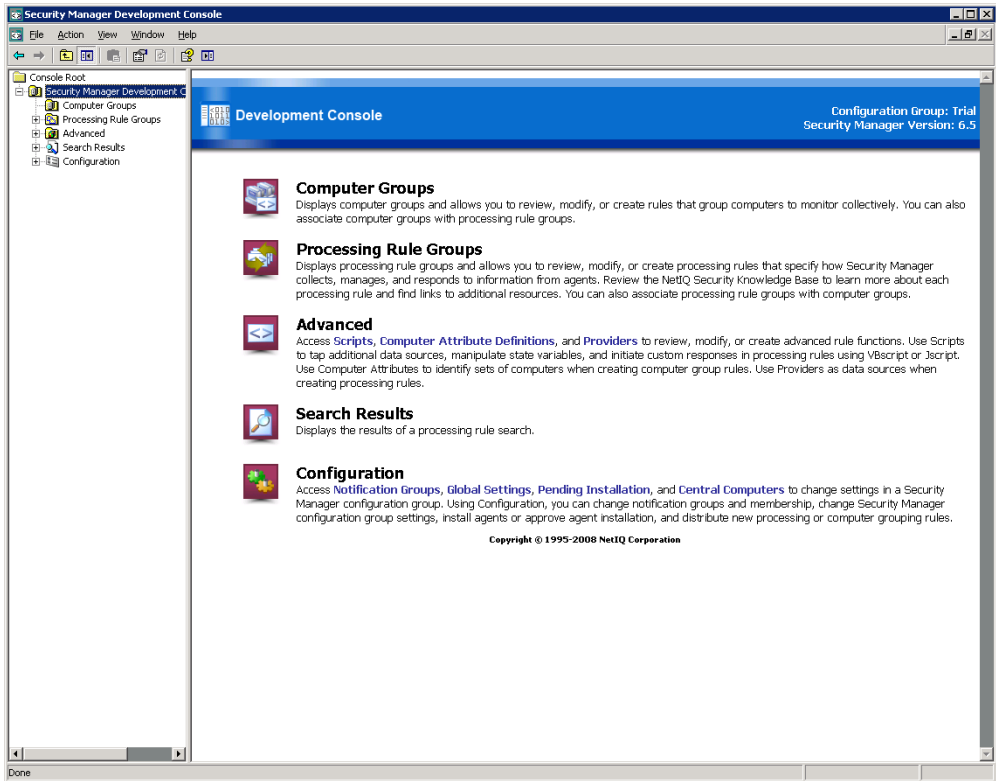 Security Manager Development Console
File Action View Window Help
Console Root
Security Manager Development C
Computer Groups
Processing Rule Groups
Advanced
Search Results
Configuration
Development Console
Configuration Group: Trial
Security Manager Version: 6.5
Computer Groups
Displays computer groups and allows you to review, modify, or create rules that group computers to monitor collectively. You can also
associate computer groups with processing rule groups.
Processing Rule Groups
Displays processing rule groups and allows you to review, modify, or create processing rules that specify how Security Manager
collects, manages, and responds to information from agents. Review the NetIQ Security Knowledge Base to learn more about each
processing rule and find links to additional resources. You can also associate processing rule groups with computer groups.
Advanced
Access Scripts, Computer Attribute Definitions, and Providers to review, modify, or create advanced rule functions. Use Scripts
to tap additional data sources, manipulate state variables, and initiate custom responses in processing rules using VBscript or Jscript.
Use Computer Attributes to identify sets of computers when creating computer group rules. Use Providers as data sources when
creating processing rules.
Search Results
Displays the results of a processing rule search.
Configuration
Access Notification Groups, Global Settings, Pending Installation, and Central Computers to change settings in a Security
Manager configuration group. Using Configuration, you can change notification groups and membership, change Security Manager
configuration group settings, install agents or approve agent installation, and distribute new processing or computer grouping rules.
Copyright © 1995-2008 NetIQ Corporation
Done